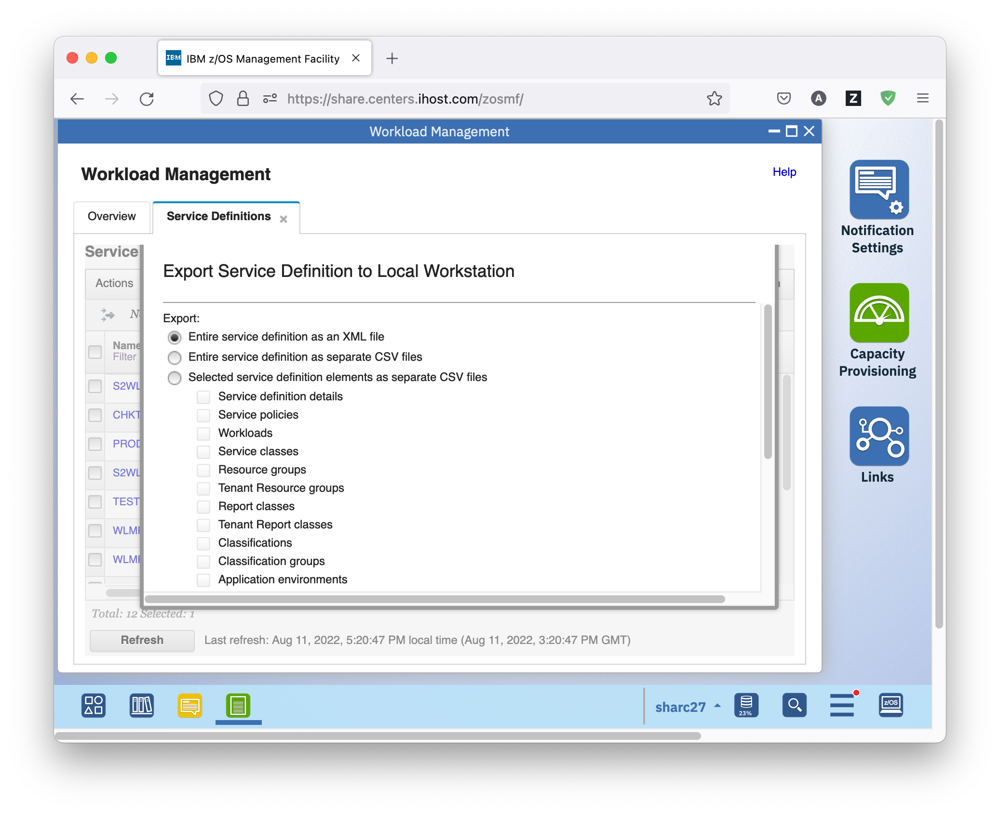 IBM IBM z/OS Management Facility
https://share.centers.ihost.com/zosmf/
A
Z
Workload Management
Workload Management
Help
Overview
Service Definitions
Service
Actions
Export Service Definition to Local Workstation
Export:
Entire service definition as an XML file
Entire service definition as separate CSV files
Selected service definition elements as separate CSV files
Service definition details
Service policies
Workloads
Service classes
Resource groups
Tenant Resource groups
Report classes
Tenant Report classes
Classifications
Classification groups
Application environments
Name
Filter
S2WL
CHKT
PROD
S2WL
TEST
WLM
WLM
Total: 12 Selected: 1
Refresh
Last refresh: Aug 11, 2022, 5:20:47 PM local time (Aug 11, 2022, 3:20:47 PM GMT)
Notification
Settings
Capacity
Provisioning
Links
sharc27
23%
z/OS